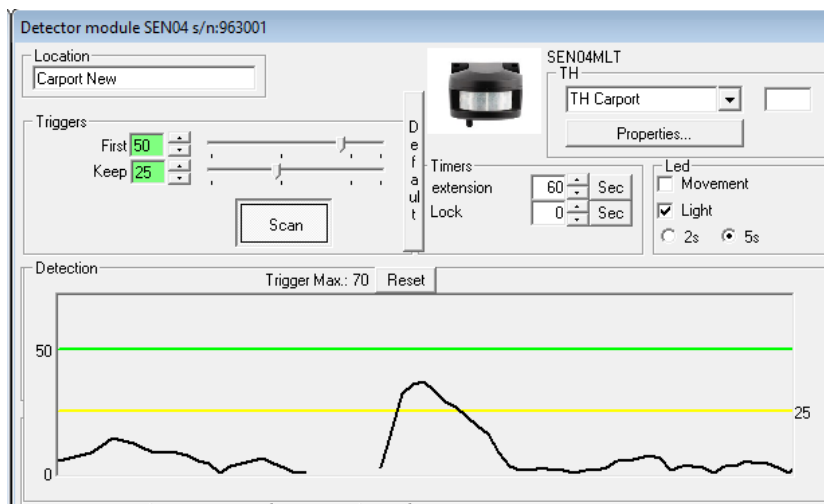 Detector module SEN04 s/n:963001
Location
Carport New
SEN04MLT
TH
TH Carport
Properties...
Triggers
First 50
Keep 25
Scan
Default
Timers
extension 60 Sec
Lock 0 Sec
Led
Movement
Light
2s 5s
Detection
Trigger Max.: 70 Reset
50
25
0